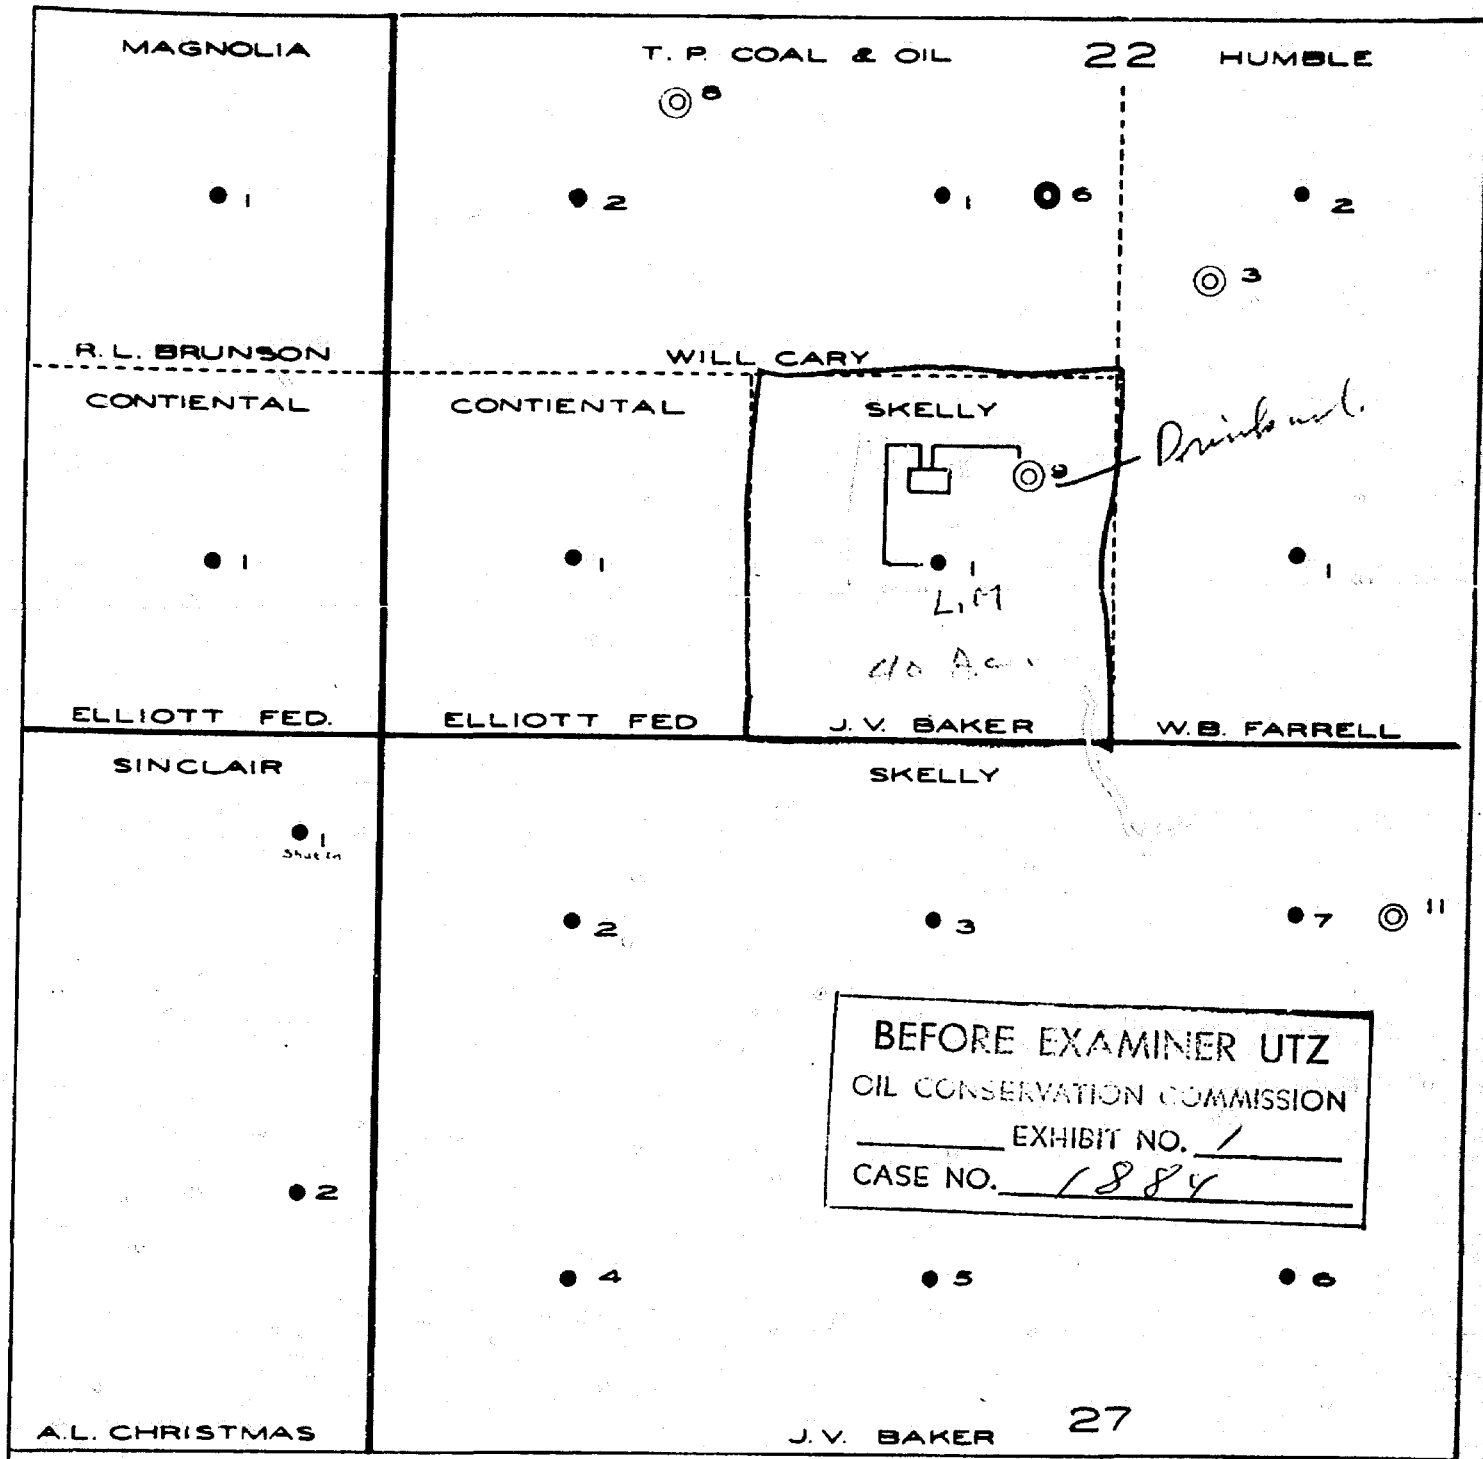 MAGNOLIA
T. P. COAL & OIL 22 HUMBLE
8
1 2 1 6 2
3
R. L. BRUNSON WILL CARY
CONTIENTAL CONTIENTAL SKELLY
9
1 1 1 1
L.M
40 Ac.
ELLIOTT FED. ELLIOTT FED J. V. BAKER W. B. FARRELL
SINCLAIR SKELLY
1
Shut in
2 3 7 11
BEFORE EXAMINER UTZ
OIL CONSERVATION COMMISSION
EXHIBIT NO. 1
CASE NO. 1884
2
4 5 6
A. L. CHRISTMAS J. V. BAKER 27